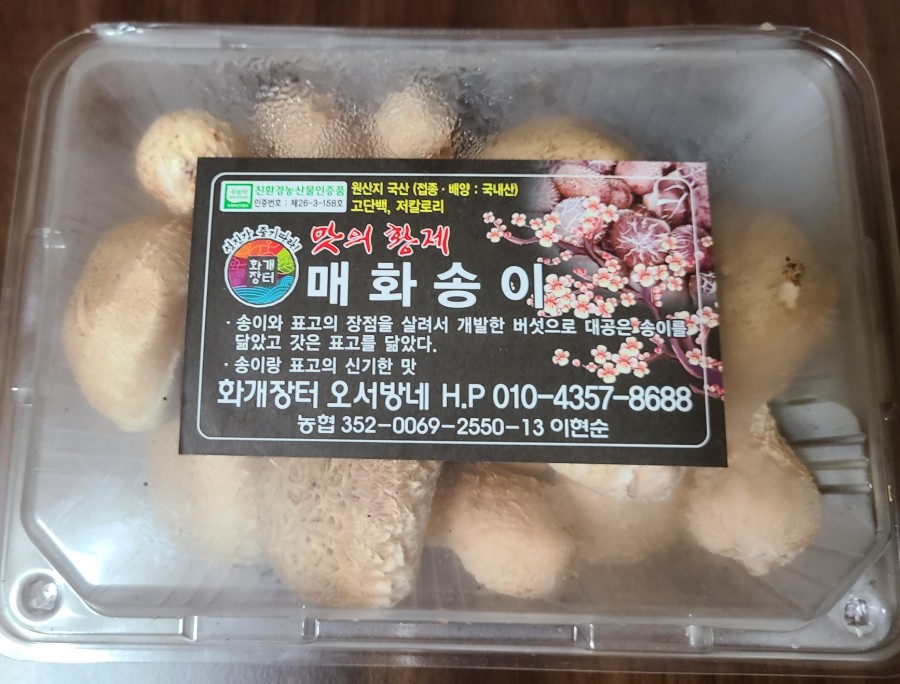 무농약
친환경농산물인증품
인증번호 : 제26-3-158호
원산지 국산 (접종 · 배양 : 국내산)
고단백, 저칼로리
맛의 황제
화개
장터
매화송이
· 송이와 표고의 장점을 살려서 개발한 버섯으로 대공은 송이를
닮았고 갓은 표고를 닮았다.
· 송이랑 표고의 신기한 맛
화개장터 오서방네 H.P 010-4357-8688
농협 352-0069-2550-13 이현순